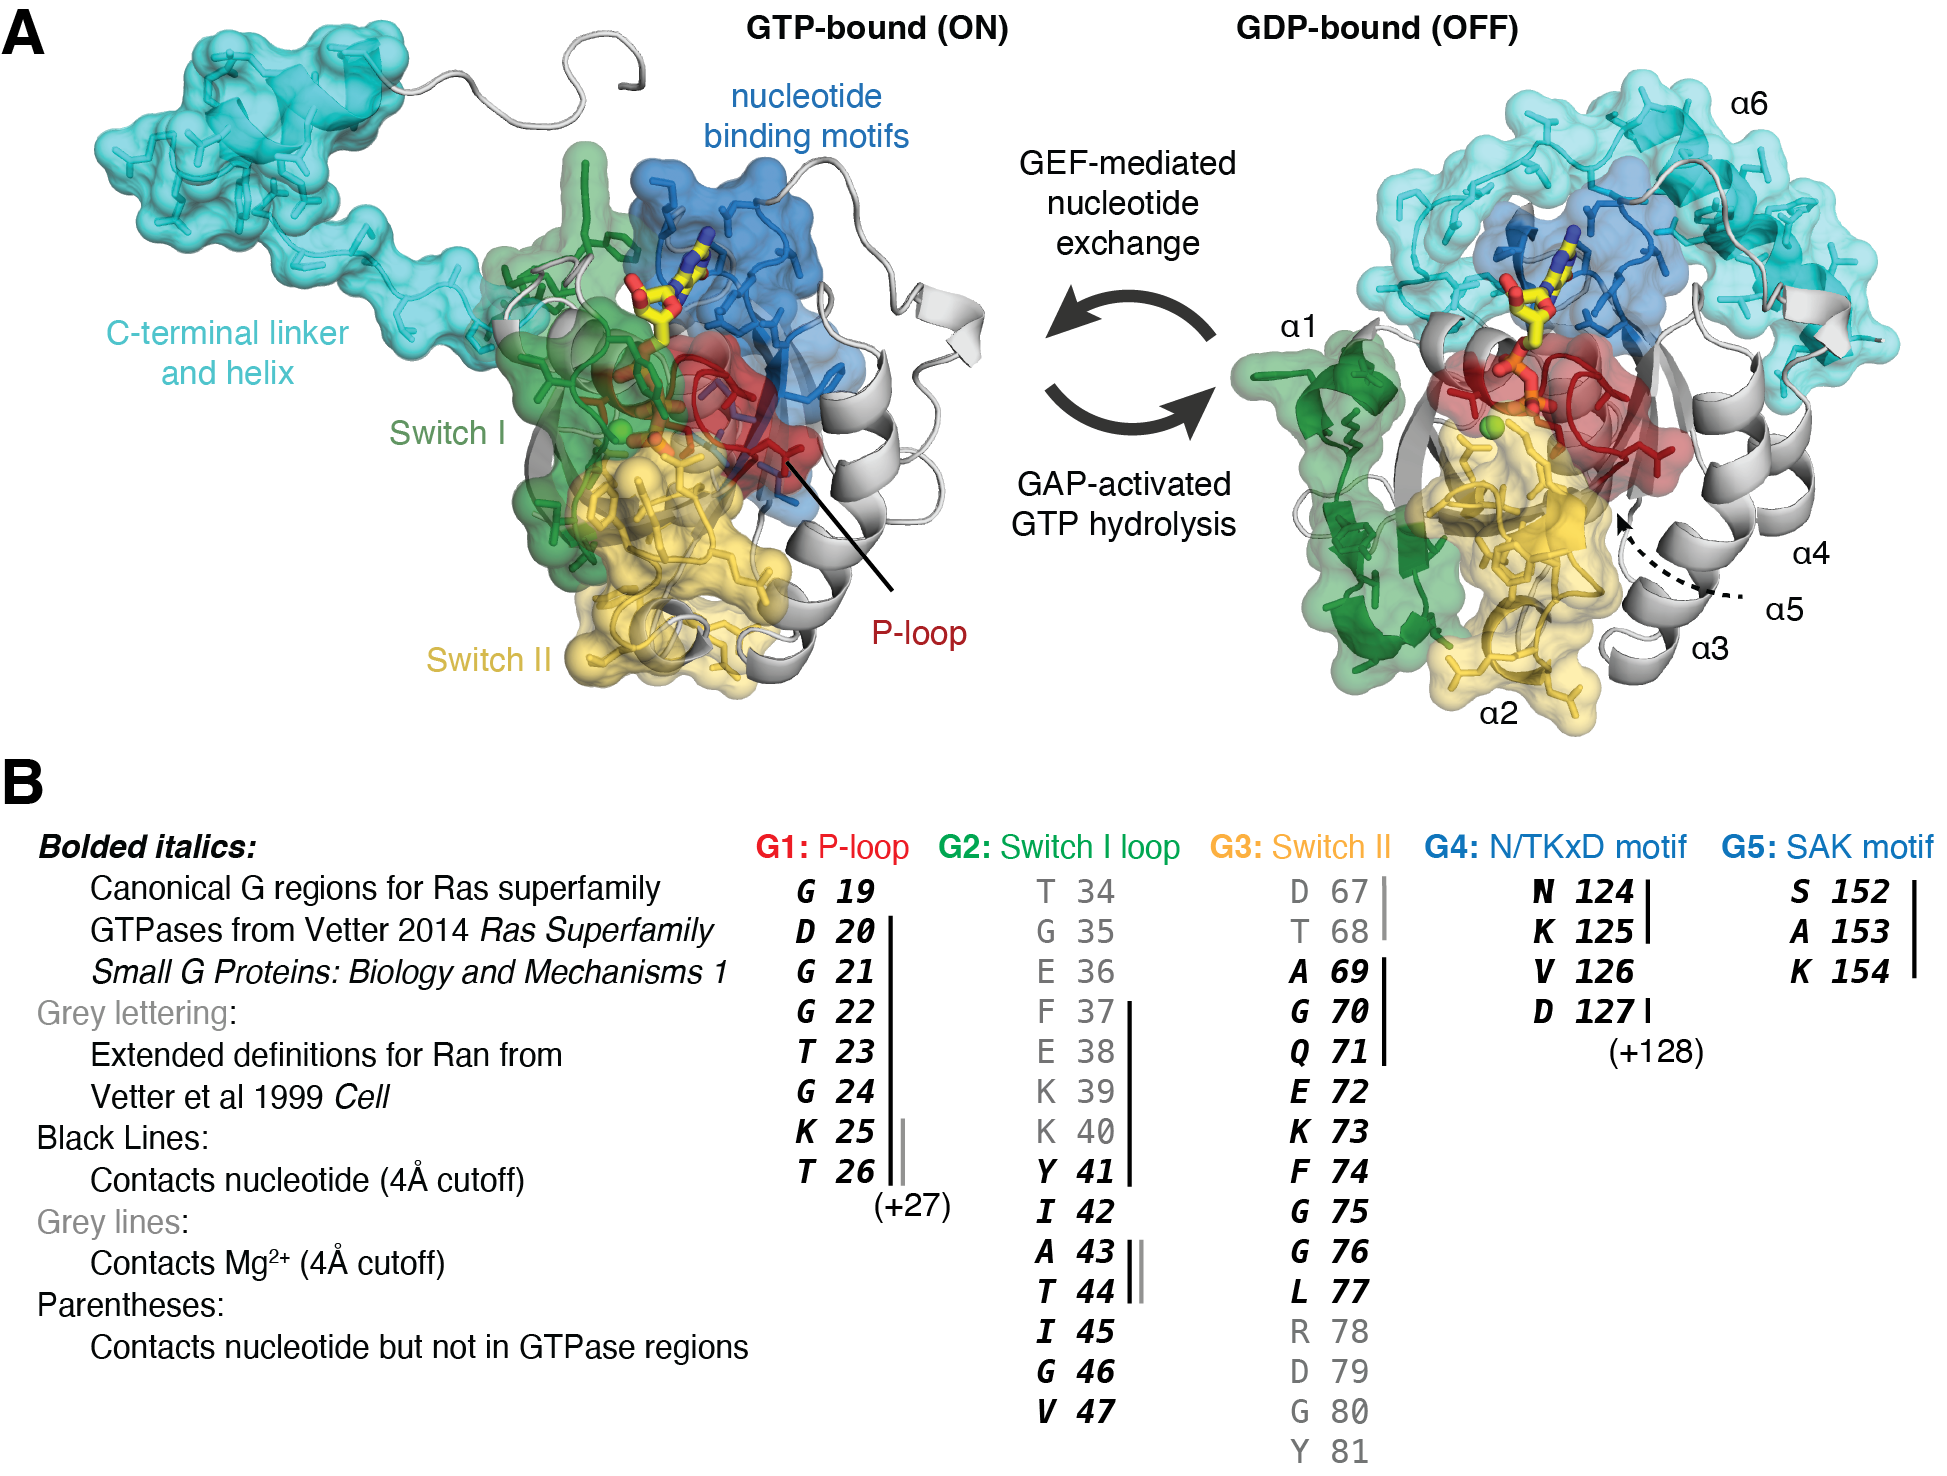 A
GTP-bound (ON)
GDP-bound (OFF)
nucleotide
binding motifs
α6
GEF-mediated
nucleotide
exchange
C-terminal linker
and helix
α1
Switch I
GAP-activated
GTP hydrolysis
α4
α5
P-loop
α3
Switch II
α2
B
Bolded italics:
Canonical G regions for Ras superfamily
GTPases from Vetter 2014 Ras Superfamily
Small G Proteins: Biology and Mechanisms 1
Grey lettering:
Extended definitions for Ran from
Vetter et al 1999 Cell
Black Lines:
Contacts nucleotide (4Å cutoff)
Grey lines:
Contacts Mg²⁺ (4Å cutoff)
Parentheses:
Contacts nucleotide but not in GTPase regions
G1: P-loop
G 19
D 20
G 21
G 22
T 23
G 24
K 25
T 26
(+27)
G2: Switch I loop
T 34
G 35
E 36
F 37
E 38
K 39
K 40
Y 41
I 42
A 43
T 44
I 45
G 46
V 47
G3: Switch II
D 67
T 68
A 69
G 70
Q 71
E 72
K 73
F 74
G 75
G 76
L 77
R 78
D 79
G 80
Y 81
G4: N/TKxD motif
N 124
K 125
V 126
D 127
(+128)
G5: SAK motif
S 152
A 153
K 154